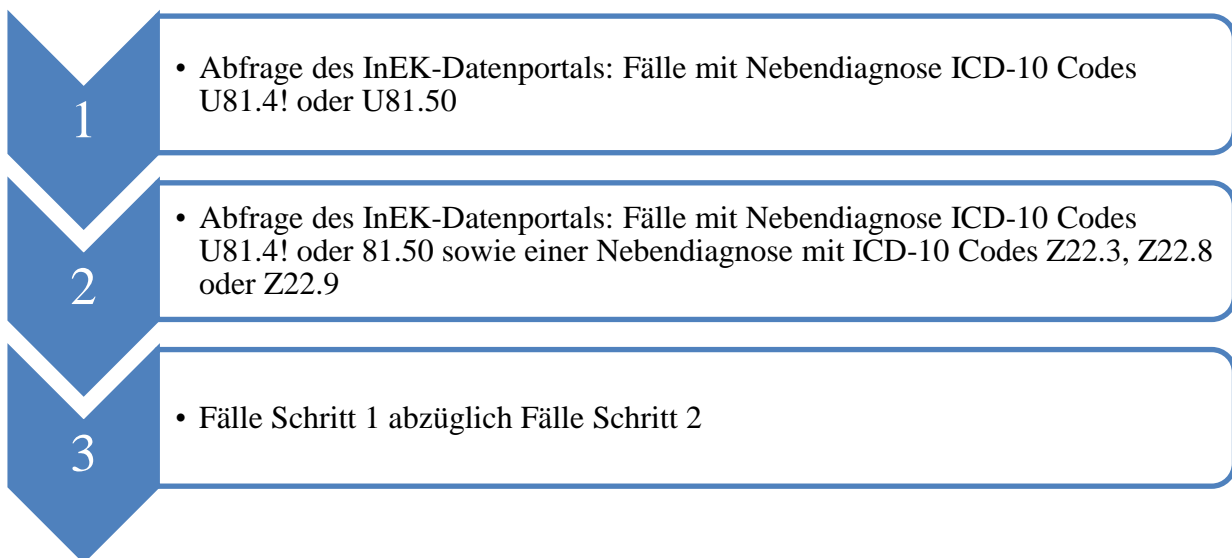 1
• Abfrage des InEK-Datenportals: Fälle mit Nebendiagnose ICD-10 Codes
U81.4! oder U81.50
2
• Abfrage des InEK-Datenportals: Fälle mit Nebendiagnose ICD-10 Codes
U81.4! oder 81.50 sowie einer Nebendiagnose mit ICD-10 Codes Z22.3, Z22.8
oder Z22.9
3
• Fälle Schritt 1 abzüglich Fälle Schritt 2